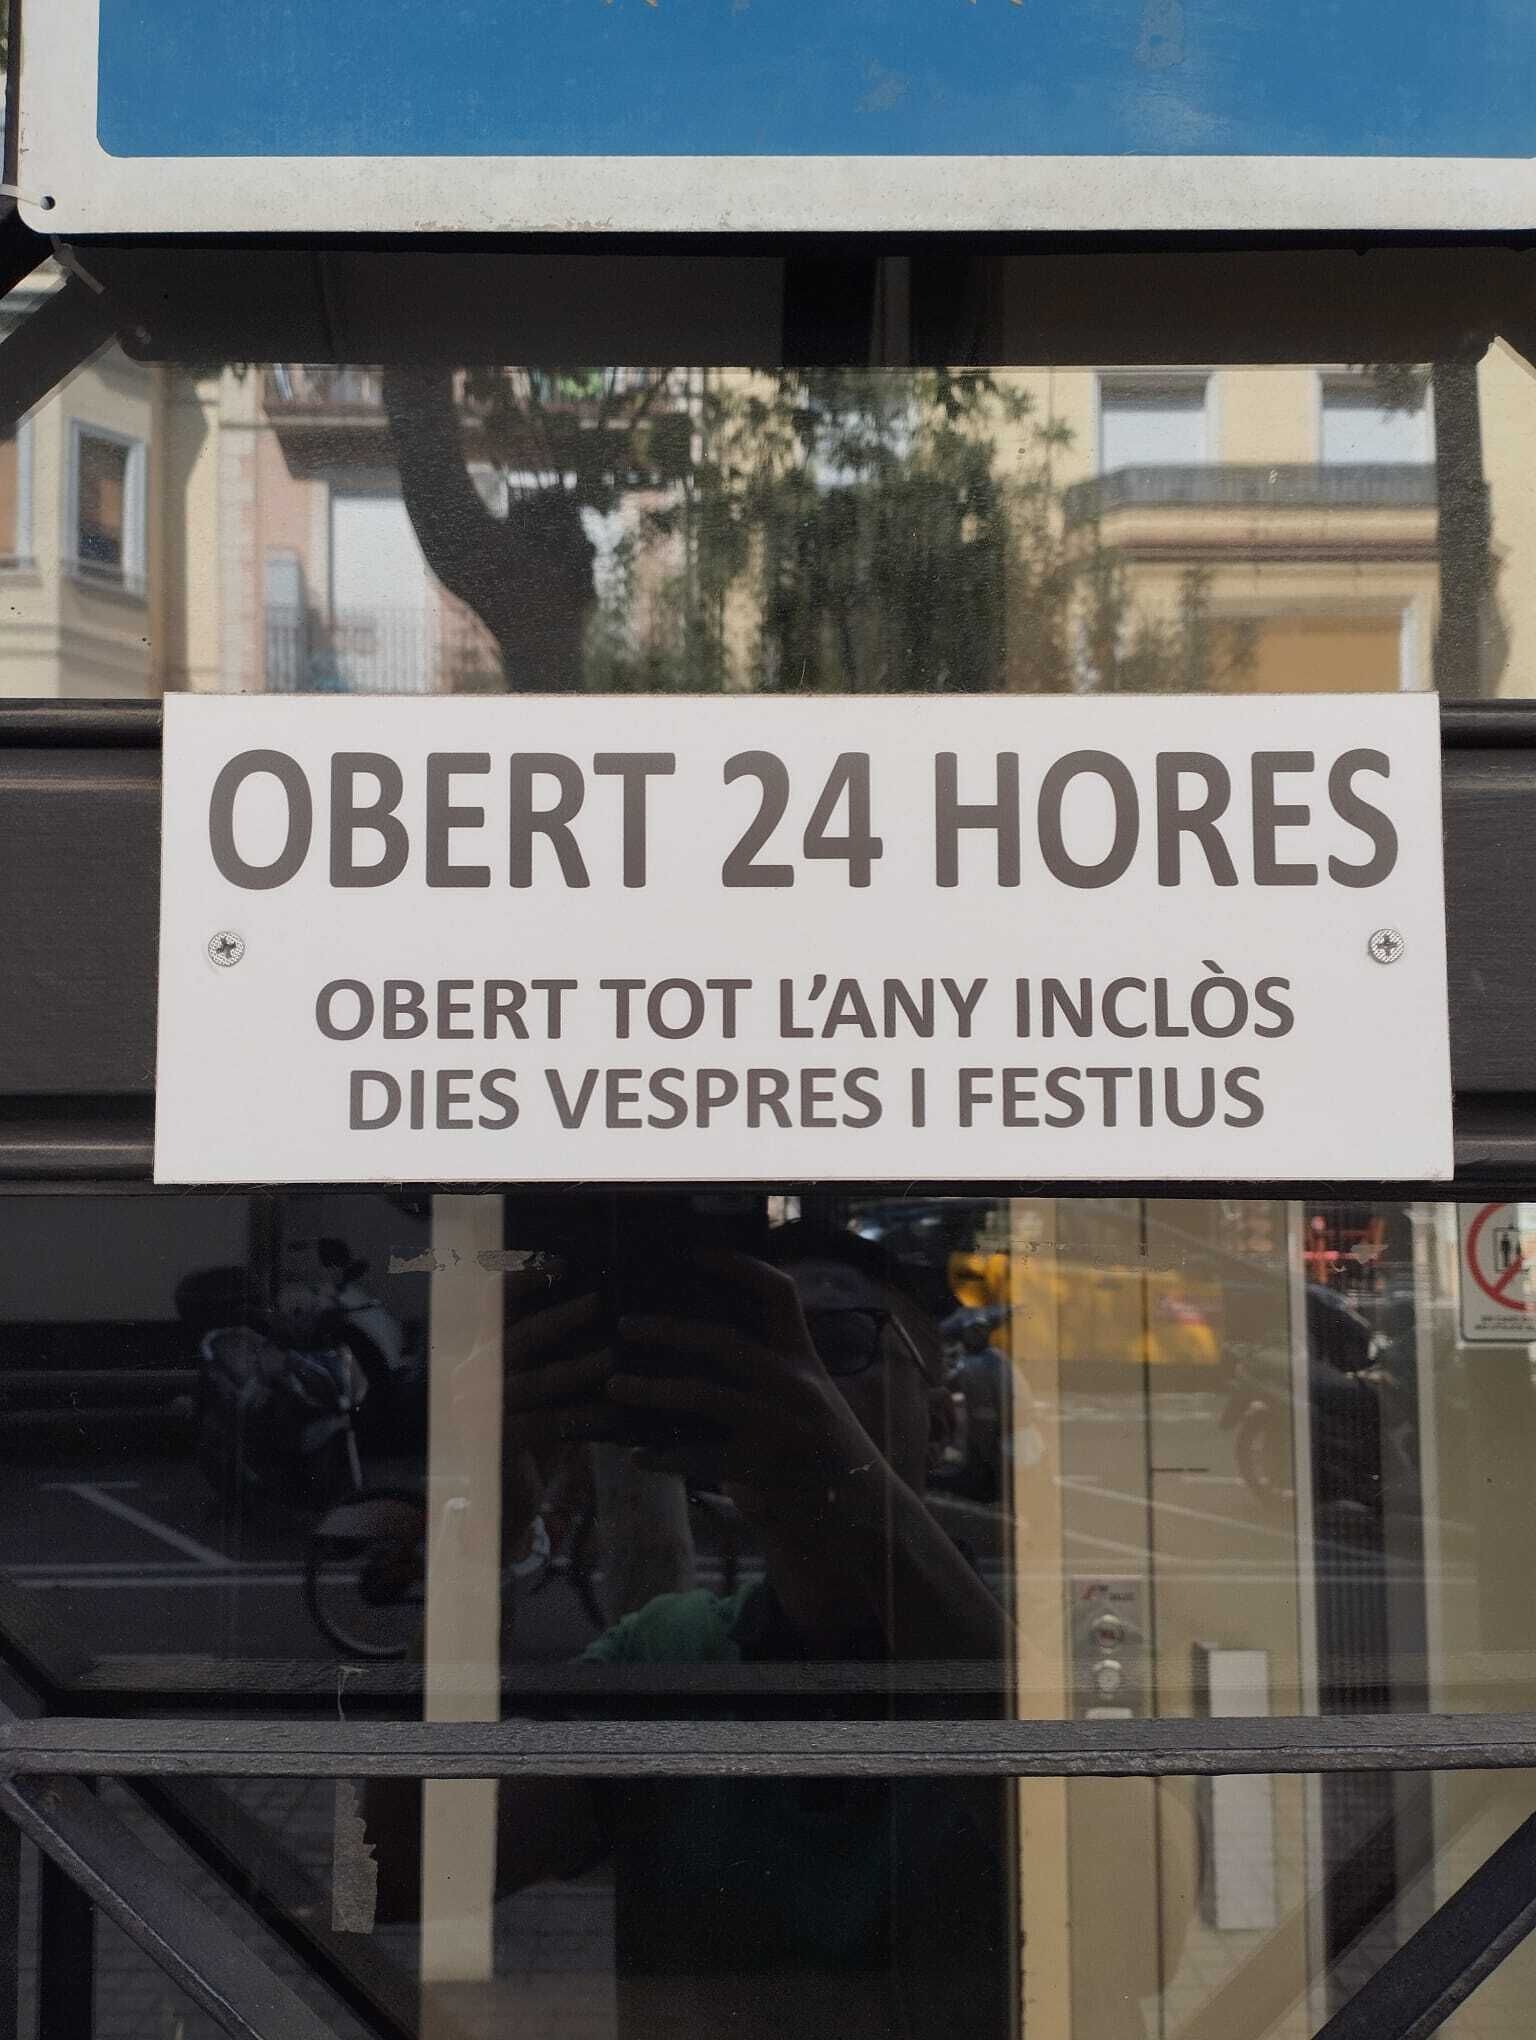 OBERT 24 HORES
OBERT TOT L'ANY INCLÒS
DIES VESPRES I FESTIUS